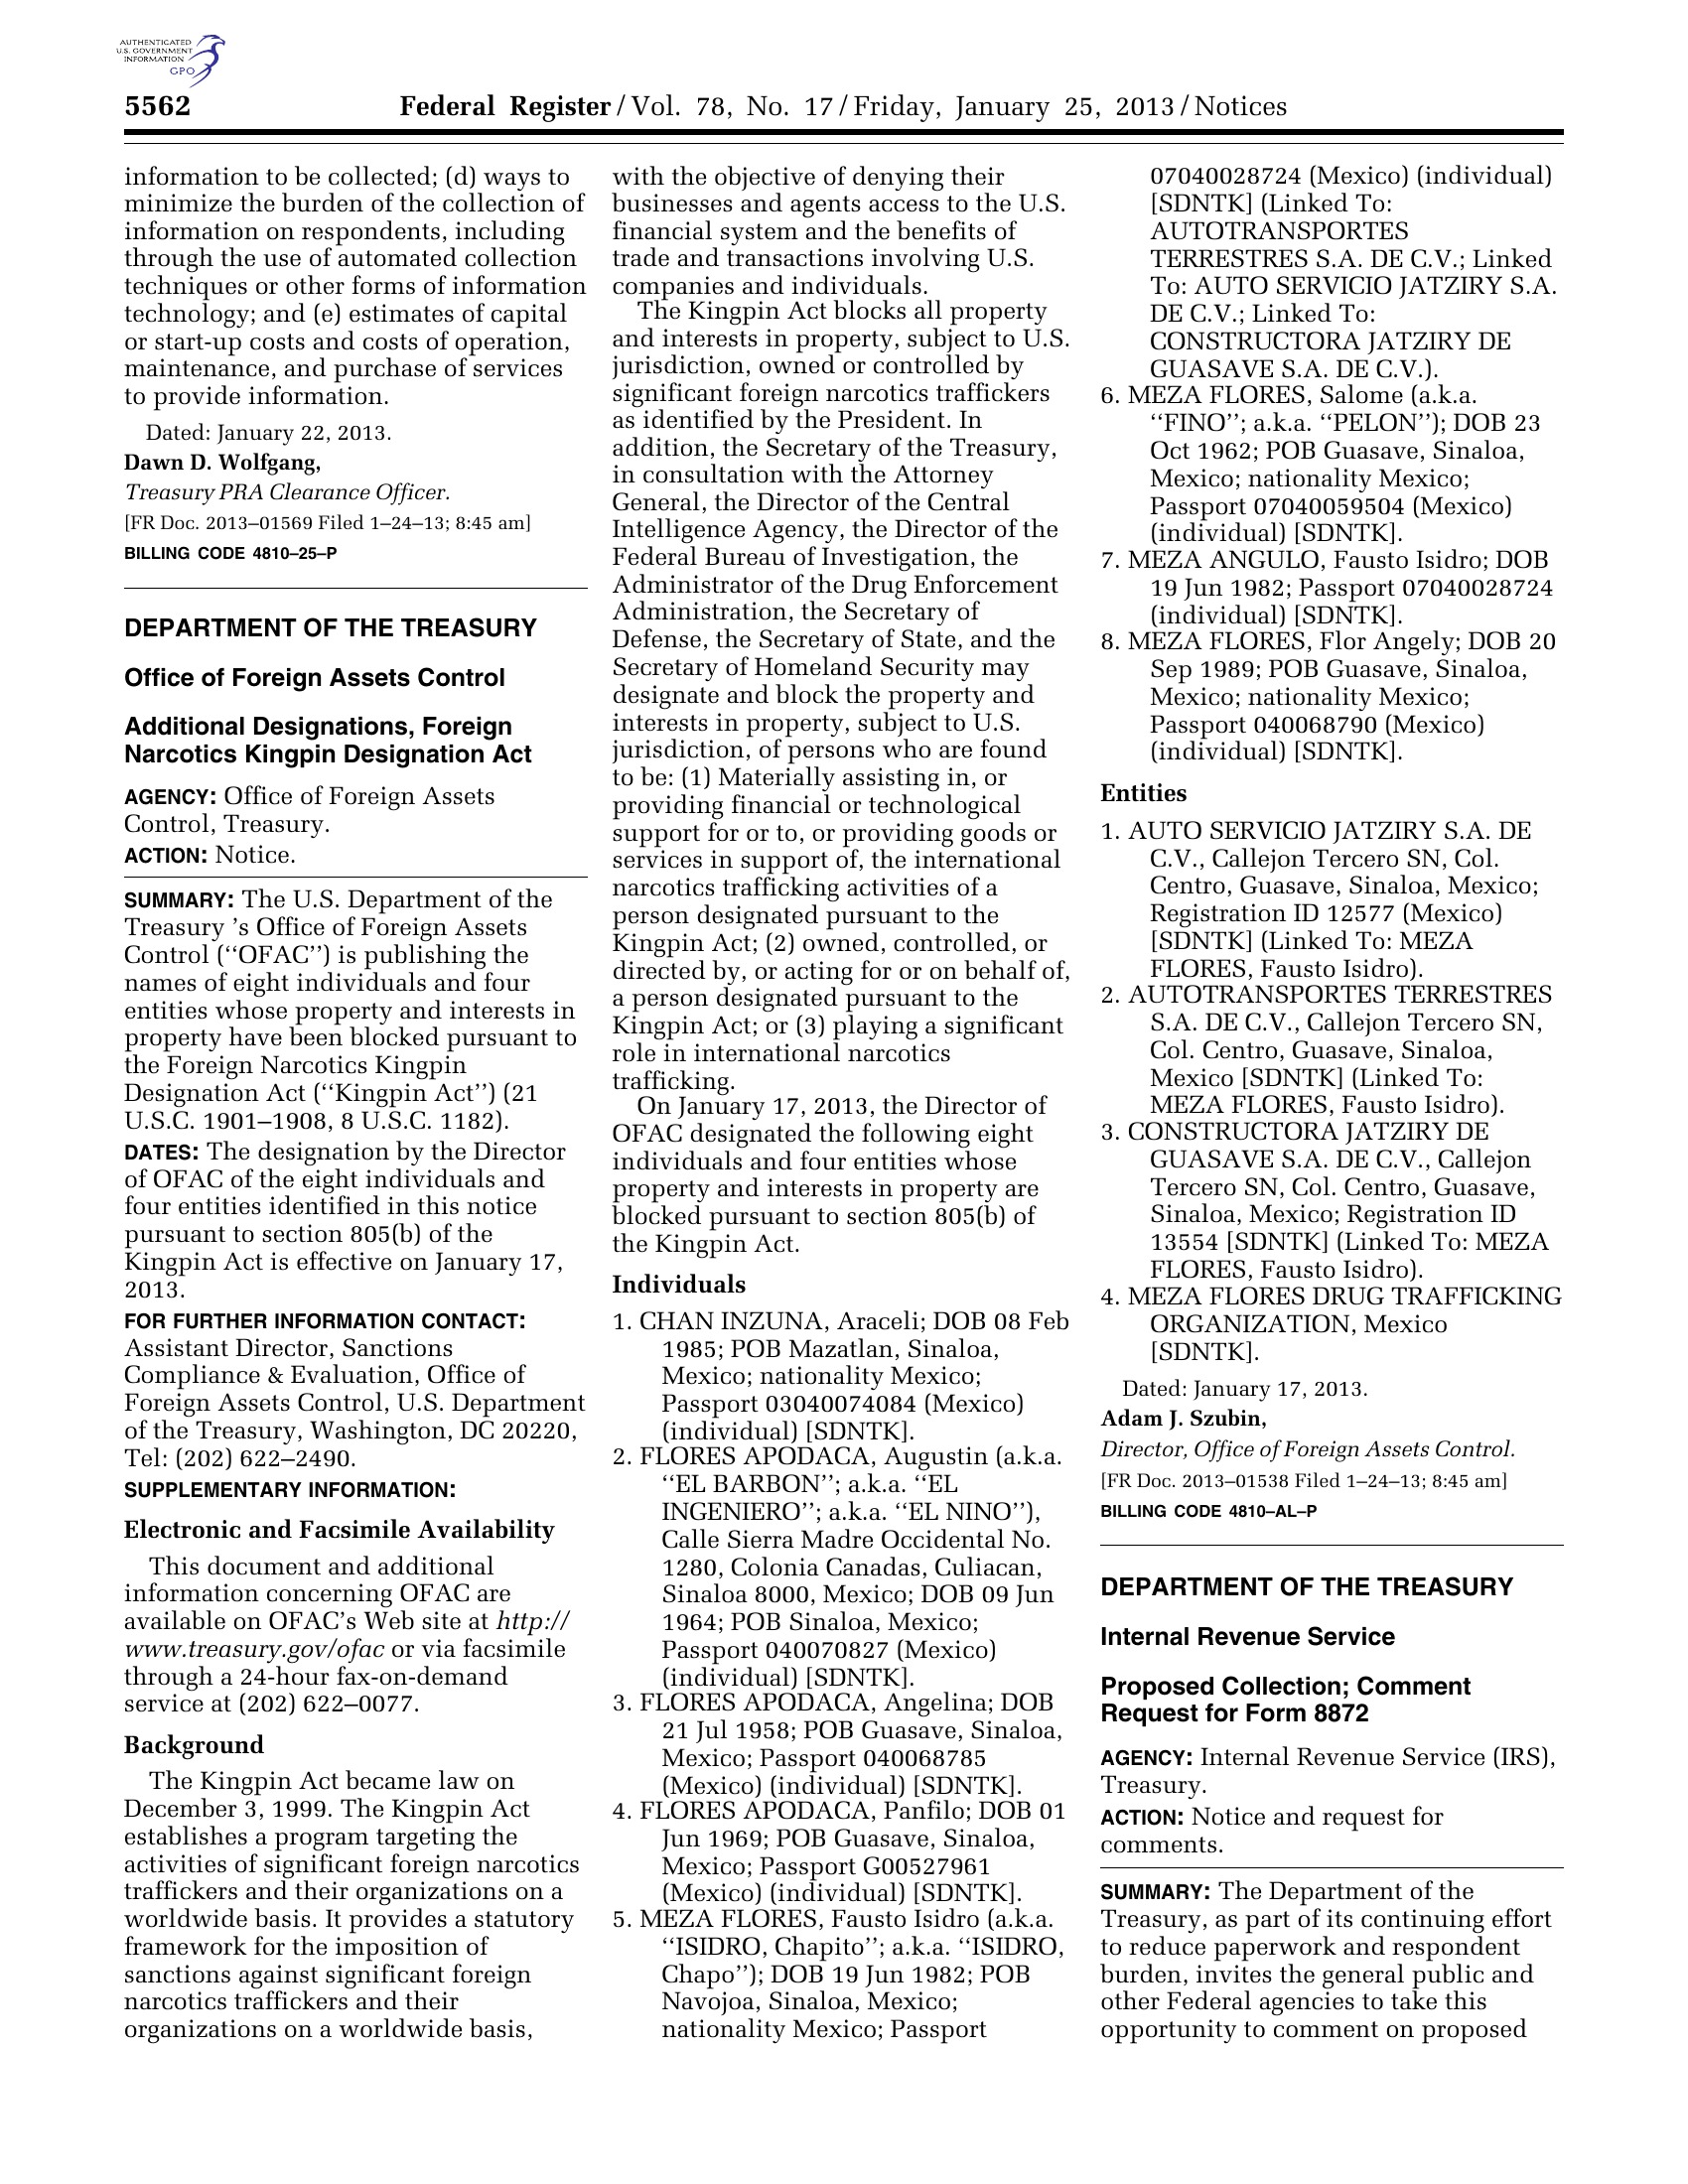 AUTHENTICATED
U.S. GOVERNMENT
INFORMATION
GPO
5562 Federal Register / Vol. 78, No. 17 / Friday, January 25, 2013 / Notices
information to be collected; (d) ways to
minimize the burden of the collection of
information on respondents, including
through the use of automated collection
techniques or other forms of information
technology; and (e) estimates of capital
or start-up costs and costs of operation,
maintenance, and purchase of services
to provide information.
Dated: January 22, 2013.
Dawn D. Wolfgang,
Treasury PRA Clearance Officer.
[FR Doc. 2013–01569 Filed 1–24–13; 8:45 am]
BILLING CODE 4810–25–P
DEPARTMENT OF THE TREASURY
Office of Foreign Assets Control
Additional Designations, Foreign
Narcotics Kingpin Designation Act
AGENCY: Office of Foreign Assets
Control, Treasury.
ACTION: Notice.
SUMMARY: The U.S. Department of the
Treasury ’s Office of Foreign Assets
Control (‘‘OFAC’’) is publishing the
names of eight individuals and four
entities whose property and interests in
property have been blocked pursuant to
the Foreign Narcotics Kingpin
Designation Act (‘‘Kingpin Act’’) (21
U.S.C. 1901–1908, 8 U.S.C. 1182).
DATES: The designation by the Director
of OFAC of the eight individuals and
four entities identified in this notice
pursuant to section 805(b) of the
Kingpin Act is effective on January 17,
2013.
FOR FURTHER INFORMATION CONTACT:
Assistant Director, Sanctions
Compliance & Evaluation, Office of
Foreign Assets Control, U.S. Department
of the Treasury, Washington, DC 20220,
Tel: (202) 622–2490.
SUPPLEMENTARY INFORMATION:
Electronic and Facsimile Availability
This document and additional
information concerning OFAC are
available on OFAC’s Web site at http://
www.treasury.gov/ofac or via facsimile
through a 24-hour fax-on-demand
service at (202) 622–0077.
Background
The Kingpin Act became law on
December 3, 1999. The Kingpin Act
establishes a program targeting the
activities of significant foreign narcotics
traffickers and their organizations on a
worldwide basis. It provides a statutory
framework for the imposition of
sanctions against significant foreign
narcotics traffickers and their
organizations on a worldwide basis,
with the objective of denying their
businesses and agents access to the U.S.
financial system and the benefits of
trade and transactions involving U.S.
companies and individuals.
The Kingpin Act blocks all property
and interests in property, subject to U.S.
jurisdiction, owned or controlled by
significant foreign narcotics traffickers
as identified by the President. In
addition, the Secretary of the Treasury,
in consultation with the Attorney
General, the Director of the Central
Intelligence Agency, the Director of the
Federal Bureau of Investigation, the
Administrator of the Drug Enforcement
Administration, the Secretary of
Defense, the Secretary of State, and the
Secretary of Homeland Security may
designate and block the property and
interests in property, subject to U.S.
jurisdiction, of persons who are found
to be: (1) Materially assisting in, or
providing financial or technological
support for or to, or providing goods or
services in support of, the international
narcotics trafficking activities of a
person designated pursuant to the
Kingpin Act; (2) owned, controlled, or
directed by, or acting for or on behalf of,
a person designated pursuant to the
Kingpin Act; or (3) playing a significant
role in international narcotics
trafficking.
On January 17, 2013, the Director of
OFAC designated the following eight
individuals and four entities whose
property and interests in property are
blocked pursuant to section 805(b) of
the Kingpin Act.
Individuals
1. CHAN INZUNA, Araceli; DOB 08 Feb
1985; POB Mazatlan, Sinaloa,
Mexico; nationality Mexico;
Passport 03040074084 (Mexico)
(individual) [SDNTK].
2. FLORES APODACA, Augustin (a.k.a.
‘‘EL BARBON’’; a.k.a. ‘‘EL
INGENIERO’’; a.k.a. ‘‘EL NINO’’),
Calle Sierra Madre Occidental No.
1280, Colonia Canadas, Culiacan,
Sinaloa 8000, Mexico; DOB 09 Jun
1964; POB Sinaloa, Mexico;
Passport 040070827 (Mexico)
(individual) [SDNTK].
3. FLORES APODACA, Angelina; DOB
21 Jul 1958; POB Guasave, Sinaloa,
Mexico; Passport 040068785
(Mexico) (individual) [SDNTK].
4. FLORES APODACA, Panfilo; DOB 01
Jun 1969; POB Guasave, Sinaloa,
Mexico; Passport G00527961
(Mexico) (individual) [SDNTK].
5. MEZA FLORES, Fausto Isidro (a.k.a.
‘‘ISIDRO, Chapito’’; a.k.a. ‘‘ISIDRO,
Chapo’’); DOB 19 Jun 1982; POB
Navojoa, Sinaloa, Mexico;
nationality Mexico; Passport
07040028724 (Mexico) (individual)
[SDNTK] (Linked To:
AUTOTRANSPORTES
TERRESTRES S.A. DE C.V.; Linked
To: AUTO SERVICIO JATZIRY S.A.
DE C.V.; Linked To:
CONSTRUCTORA JATZIRY DE
GUASAVE S.A. DE C.V.).
6. MEZA FLORES, Salome (a.k.a.
‘‘FINO’’; a.k.a. ‘‘PELON’’); DOB 23
Oct 1962; POB Guasave, Sinaloa,
Mexico; nationality Mexico;
Passport 07040059504 (Mexico)
(individual) [SDNTK].
7. MEZA ANGULO, Fausto Isidro; DOB
19 Jun 1982; Passport 07040028724
(individual) [SDNTK].
8. MEZA FLORES, Flor Angely; DOB 20
Sep 1989; POB Guasave, Sinaloa,
Mexico; nationality Mexico;
Passport 040068790 (Mexico)
(individual) [SDNTK].
Entities
1. AUTO SERVICIO JATZIRY S.A. DE
C.V., Callejon Tercero SN, Col.
Centro, Guasave, Sinaloa, Mexico;
Registration ID 12577 (Mexico)
[SDNTK] (Linked To: MEZA
FLORES, Fausto Isidro).
2. AUTOTRANSPORTES TERRESTRES
S.A. DE C.V., Callejon Tercero SN,
Col. Centro, Guasave, Sinaloa,
Mexico [SDNTK] (Linked To:
MEZA FLORES, Fausto Isidro).
3. CONSTRUCTORA JATZIRY DE
GUASAVE S.A. DE C.V., Callejon
Tercero SN, Col. Centro, Guasave,
Sinaloa, Mexico; Registration ID
13554 [SDNTK] (Linked To: MEZA
FLORES, Fausto Isidro).
4. MEZA FLORES DRUG TRAFFICKING
ORGANIZATION, Mexico
[SDNTK].
Dated: January 17, 2013.
Adam J. Szubin,
Director, Office of Foreign Assets Control.
[FR Doc. 2013–01538 Filed 1–24–13; 8:45 am]
BILLING CODE 4810–AL–P
DEPARTMENT OF THE TREASURY
Internal Revenue Service
Proposed Collection; Comment
Request for Form 8872
AGENCY: Internal Revenue Service (IRS),
Treasury.
ACTION: Notice and request for
comments.
SUMMARY: The Department of the
Treasury, as part of its continuing effort
to reduce paperwork and respondent
burden, invites the general public and
other Federal agencies to take this
opportunity to comment on proposed